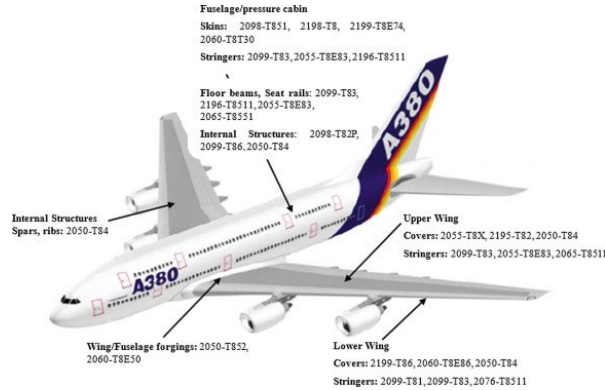 Fuselage/pressure cabin
Skins: 2098-T851, 2198-T8, 2199-T8E74,
2060-T8T30
Stringers: 2099-T83, 2055-T8E83, 2196-T8511
Floor beams, Seat rails: 2099-T83,
2196-T8511, 2055-T8E83,
2065-T8551
Internal Structures: 2098-T82P,
2099-T86, 2050-T84
A380
Internal Structures
Spars, ribs: 2050-T84
Upper Wing
Covers: 2055-T8X, 2195-T82, 2050-T84
Stringers: 2099-T83, 2055-T8E83, 2065-T8511
A380
Wing/Fuselage forgings: 2050-T852,
2060-T8E50
Lower Wing
Covers: 2199-T86, 2060-T8E86, 2050-T84
Stringers: 2099-T81, 2099-T83, 2076-T8511